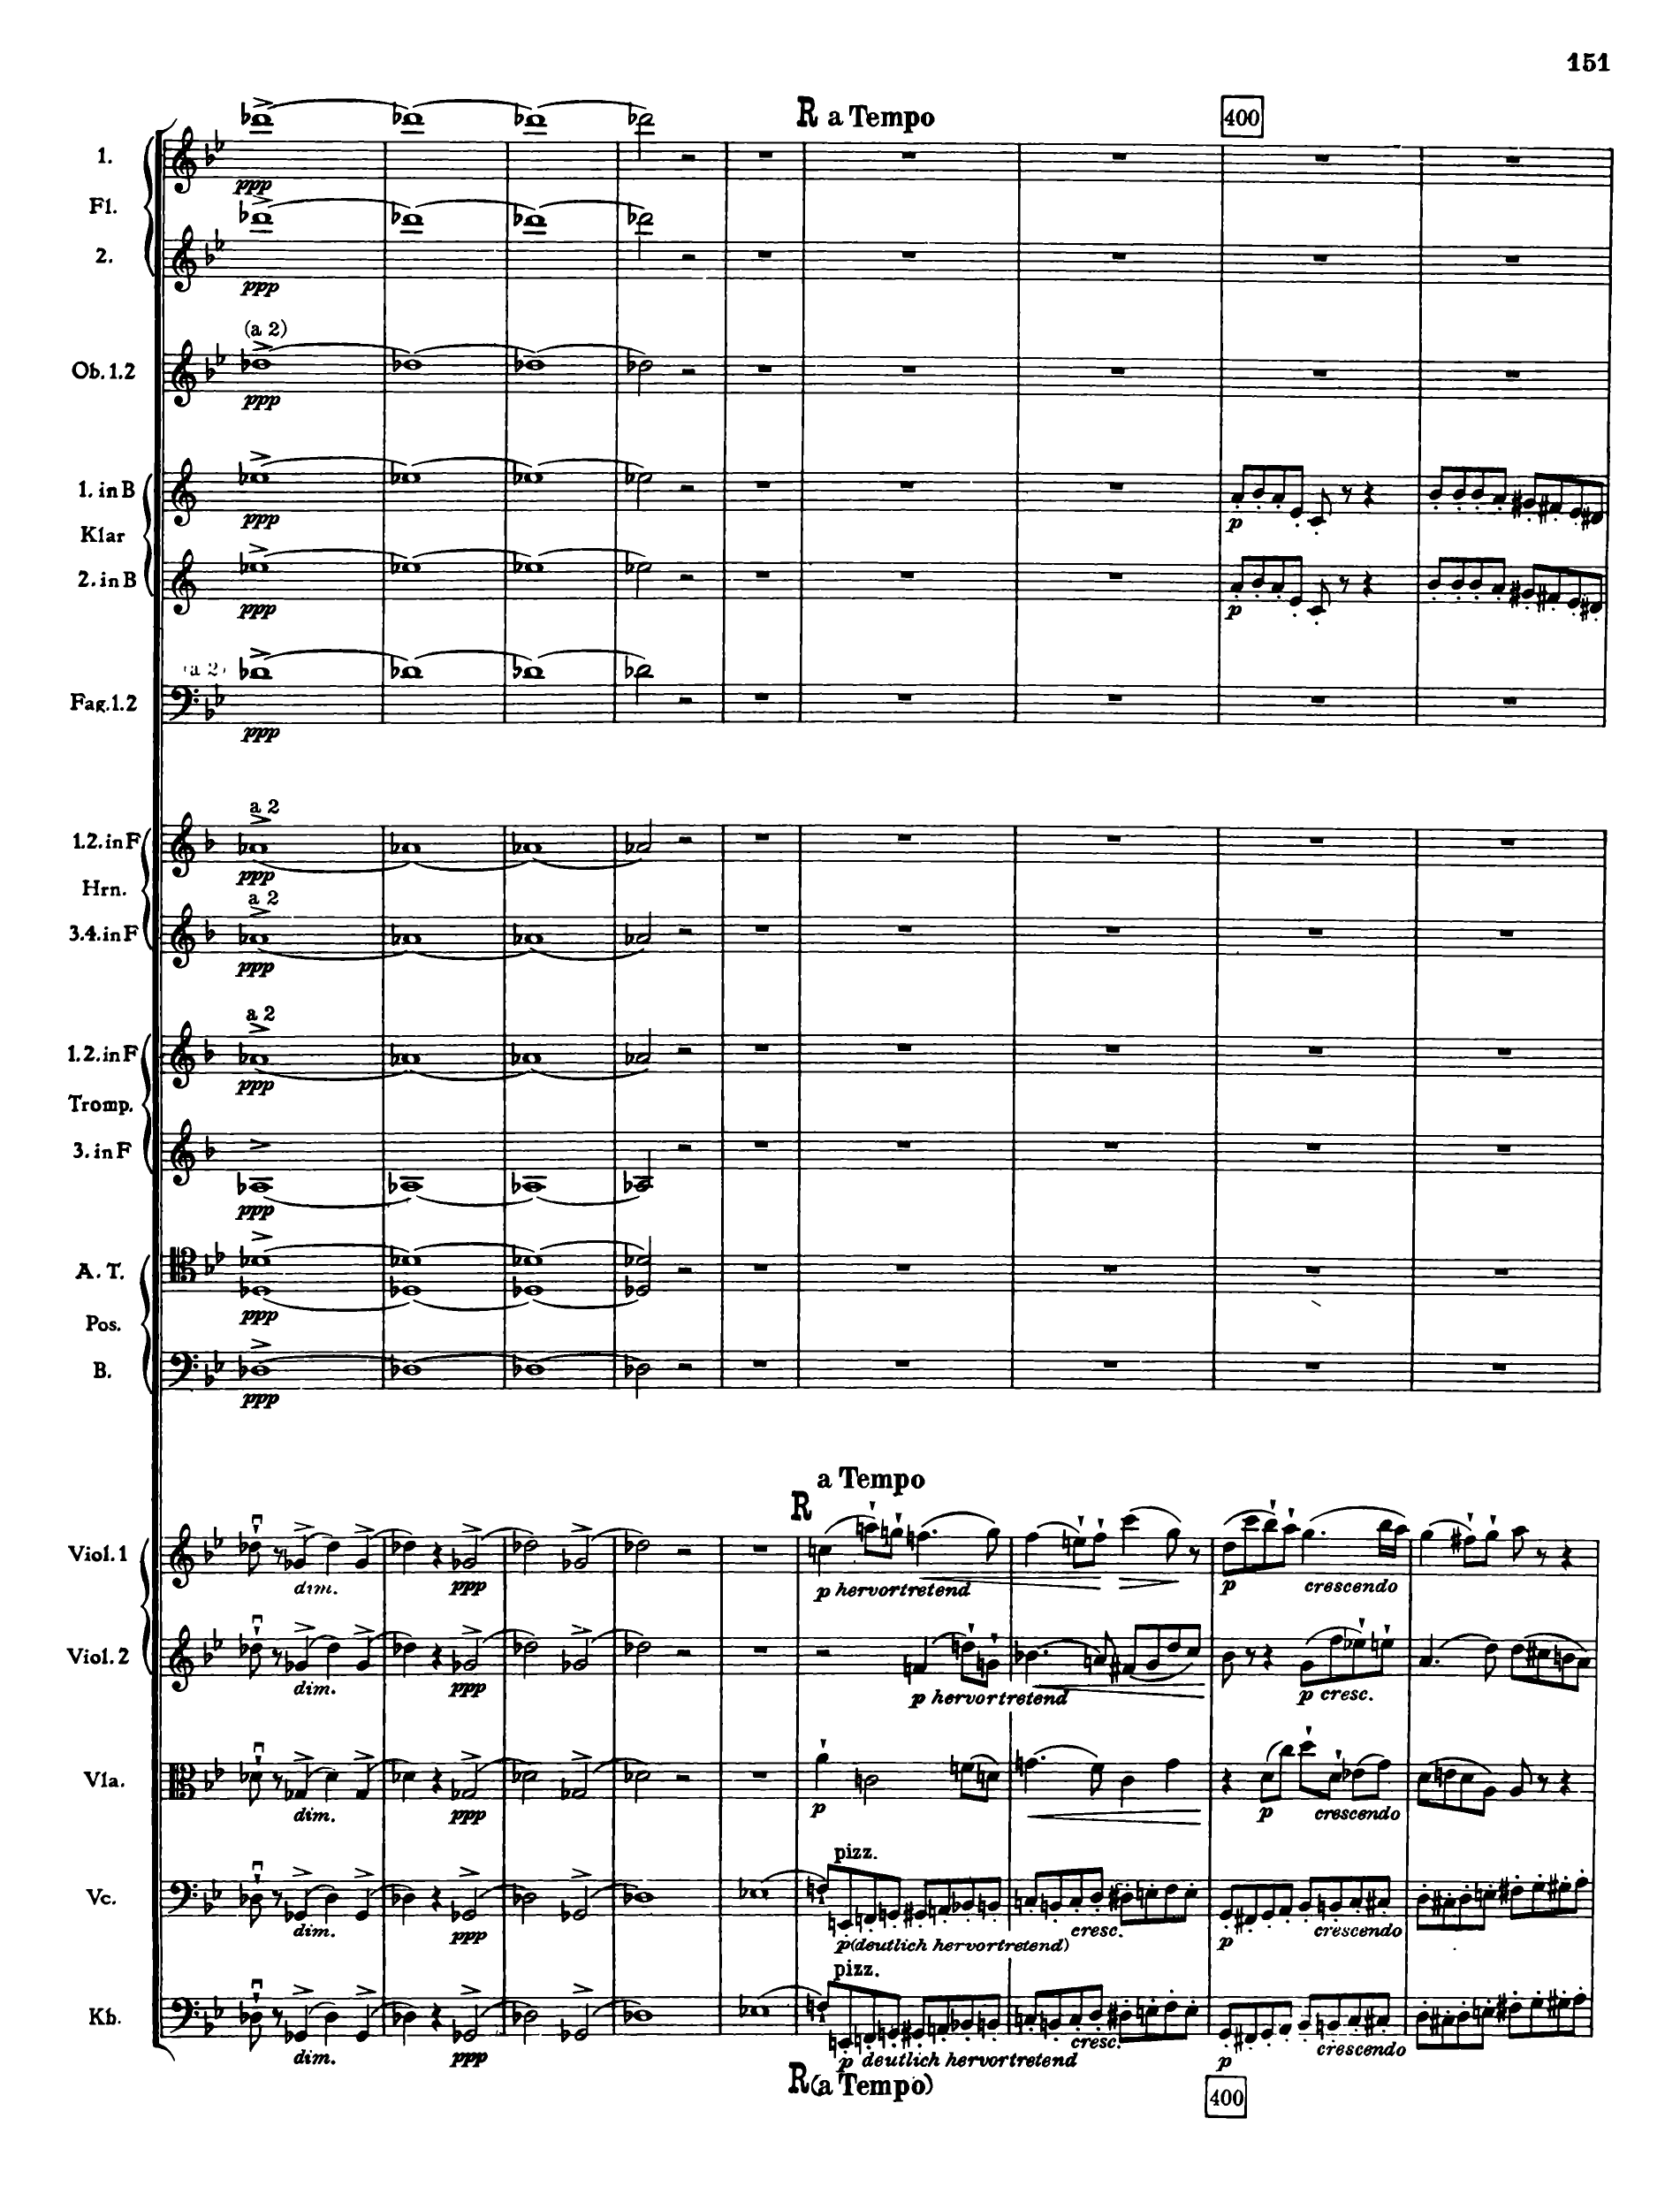 151
R a Tempo
400
1.
ppp
Fl.
2.
ppp
(a 2)
Ob. 1.2
ppp
1. in B
ppp
p
Klar
2. in B
ppp
p
(a 2)
Fag. 1.2
ppp
a 2
1.2. in F
ppp
Hrn.
a 2
3.4. in F
ppp
a 2
1.2. in F
ppp
Tromp.
3. in F
ppp
A. T.
ppp
Pos.
B.
ppp
a Tempo
R
Viol. 1
dim. ppp p hervortretend p crescendo
Viol. 2
dim. ppp p hervortretend p cresc.
Vla.
dim. ppp p p crescendo
pizz.
Vc.
dim. ppp p (deutlich hervortretend) cresc. p crescendo
pizz.
Kb.
dim. ppp p deutlich hervortretend cresc. p crescendo
R (a Tempo)
400